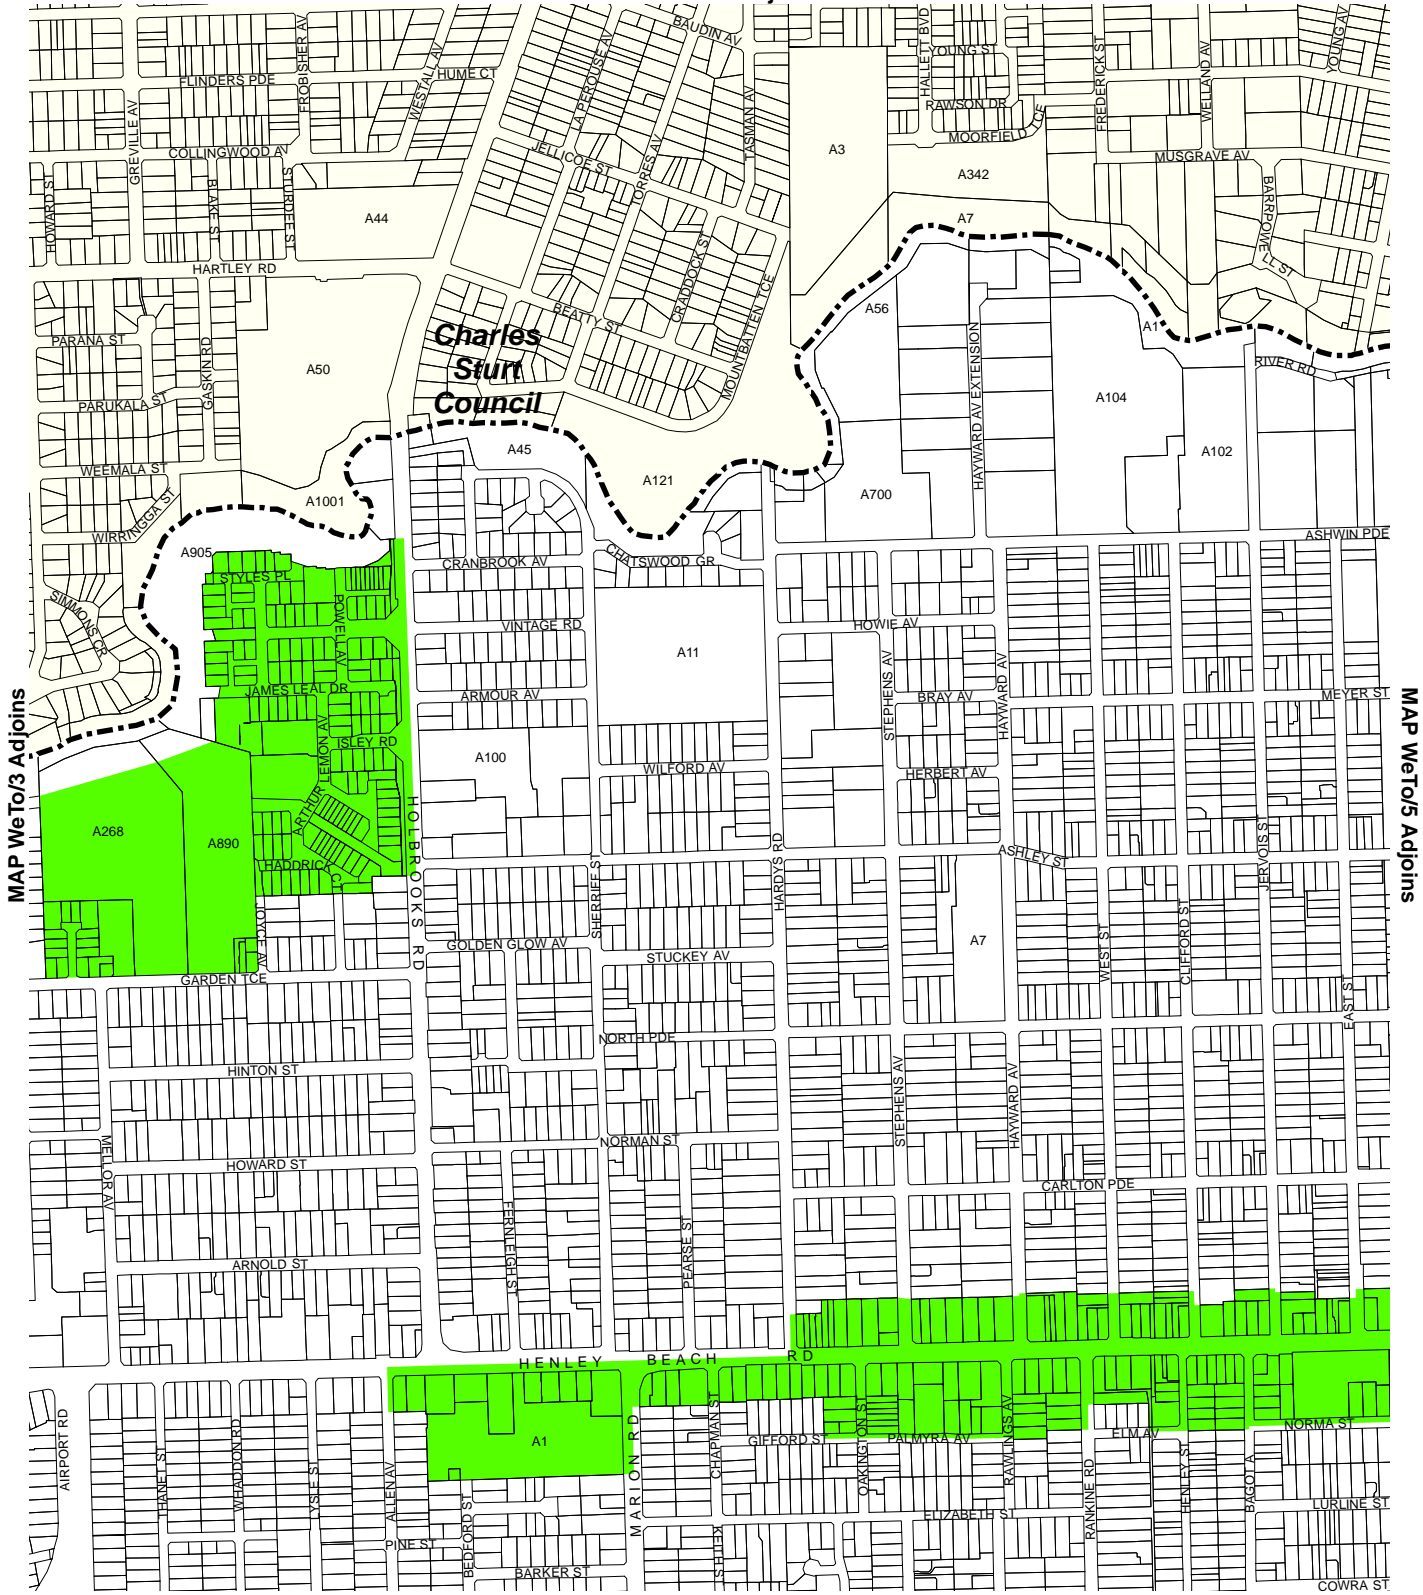 BAUDIN AV
YOUNG ST
HALLETT BVD
FREDERICK ST
WELLAND AV
YOUNG AV
FLINDERS PDE
FROBISHER AV
WESTALL AV
HUME CT
LA PEROUSE AV
RAWSON DR
MOORFIELD CE
GREVILLE AV
COLLINGWOOD AV
JELLICOE ST
TORRES AV
TASMAN AV
A3
MUSGRAVE AV
HOWARD ST
BLAKE ST
STURDEE ST
A44
A342
A7
BARRPOWELL ST
HARTLEY RD
CRADDOCK ST
MOUNTBATTEN TCE
BEATTY ST
A56
A1
PARANA ST
GASKIN RD
A50
Charles
Sturt
Council
HAYWARD AV EXTENSION
RIVER RD
PARUKALA ST
A104
WEEMALA ST
A45
A121
A102
WIRRINGGA ST
A1001
A700
ASHWIN PDE
A905
STYLES PL
CRANBROOK AV
CHATSWOOD GR
SIMMONS CR
POWELL AV
VINTAGE RD
HOWIE AV
A11
JAMES LEAL DR
ARMOUR AV
STEPHENS AV
BRAY AV
HAYWARD AV
MEYER ST
MAP WeTo/3 Adjoins
MAP WeTo/5 Adjoins
ARTHUR LEMON AV
ISLEY RD
A100
WILFORD AV
HERBERT AV
A268
A890
HOLBROOKS RD
HADDRICK CT
SHERRIFF ST
HARDYS RD
ASHLEY ST
JERVOIS ST
JOYCE AV
GOLDEN GLOW AV
STUCKEY AV
A7
WEST ST
CLIFFORD ST
GARDEN TCE
EAST ST
NORTH PDE
HINTON ST
STEPHENS AV
HAYWARD AV
MELLOR AV
NORMAN ST
HOWARD ST
CARLTON PDE
FERNLEIGH ST
PEARSE ST
ARNOLD ST
HENLEY BEACH RD
AIRPORT RD
THANET ST
WHADDON RD
LYSLE ST
ALLEN AV
A1
MARION RD
CHAPMAN ST
GIFFORD ST
OAKINGTON ST
PALMYRA AV
RAWLINGS AV
ELM AV
NORMA ST
BEDFORD ST
RANKINE RD
HENLEY ST
BAGOT A
LURLINE ST
ELIZABETH ST
PINE ST
KEITH ST
BARKER ST
COWRA ST